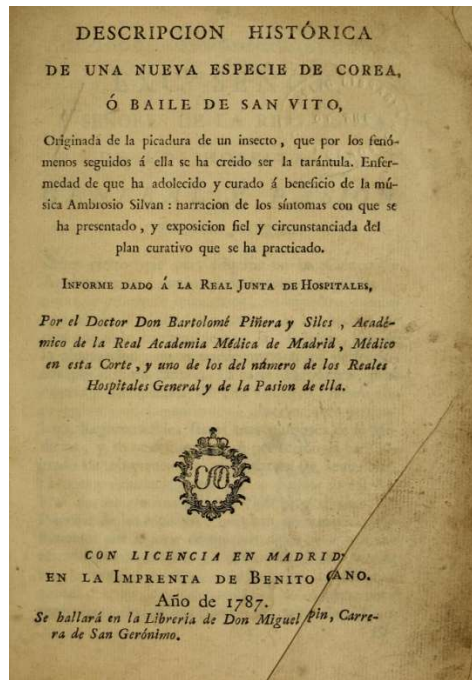 DESCRIPCION HISTÓRICA
DE UNA NUEVA ESPECIE DE COREA,
Ó BAILE DE SAN VITO,
Originada de la picadura de un insecto, que por los fenó-
menos seguidos á ella se ha creido ser la tarántula. Enfer-
medad de que ha adolecido y curado á beneficio de la mú-
sica Ambrosio Silvan: narracion de los síntomas con que se
ha presentado, y exposicion fiel y circunstanciada del
plan curativo que se ha practicado.
INFORME DADO Á LA REAL JUNTA DE HOSPITALES,
Por el Doctor Don Bartolomé Piñera y Siles, Acadé-
mico de la Real Academia Médica de Madrid, Médico
en esta Corte, y uno de los del número de los Reales
Hospitales General y de la Pasion de ella.
CON LICENCIA EN MADRID:
EN LA IMPRENTA DE BENITO CANO.
Año de 1787.
Se hallará en la Libreria de Don Miguel Pin, Carre-
ra de San Gerónimo.